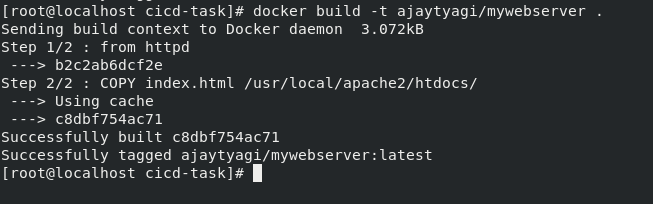 [root@localhost cicd-task]# docker build -t ajaytyagi/mywebserver .
Sending build context to Docker daemon  3.072kB
Step 1/2 : from httpd
 ---> b2c2ab6dcf2e
Step 2/2 : COPY index.html /usr/local/apache2/htdocs/
 ---> Using cache
 ---> c8dbf754ac71
Successfully built c8dbf754ac71
Successfully tagged ajaytyagi/mywebserver:latest
[root@localhost cicd-task]#